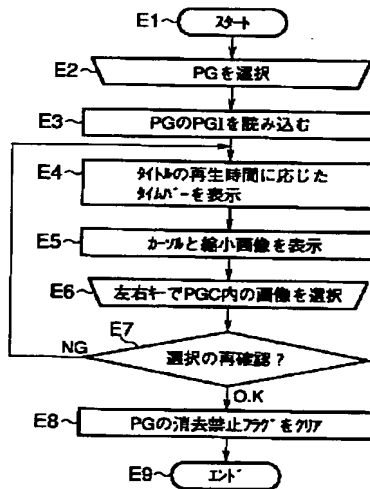 E1 スタート
E2 PGを選択
E3 PGのPGIを読み込む
E4 タイトルの再生時間に応じた
タイムバーを表示
E5 カーソルと縮小画像を表示
E6 左右キーでPGC内の画像を選択
E7
NG 選択の再確認?
O.K
E8 PGの消去禁止フラグをクリア
E9 エンド